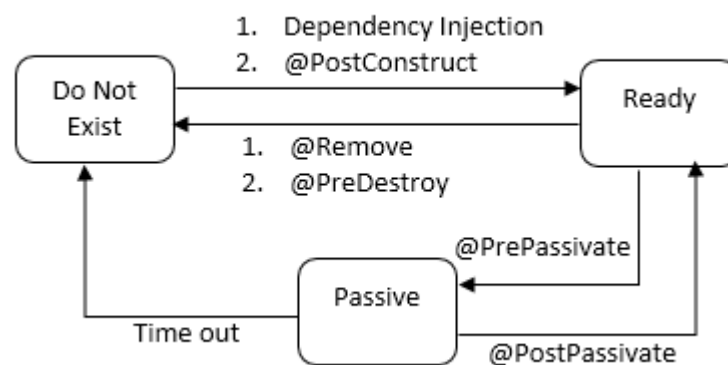 1. Dependency Injection
2. @PostConstruct
Do Not
Exist
Ready
1. @Remove
2. @PreDestroy
@PrePassivate
Passive
Time out
@PostPassivate